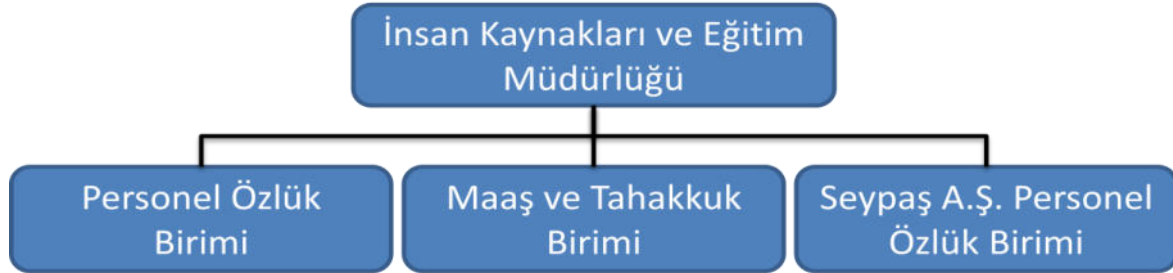 İnsan Kaynakları ve Eğitim
Müdürlüğü
Personel Özlük
Birimi
Maaş ve Tahakkuk
Birimi
Seypaş A.Ş. Personel
Özlük Birimi